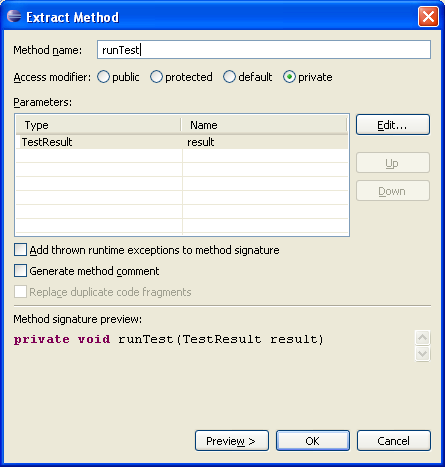 Extract Method
Method name: runTest
Access modifier: public protected default private
Parameters:
Type Name
TestResult result
Edit...
Up
Down
Add thrown runtime exceptions to method signature
Generate method comment
Replace duplicate code fragments
Method signature preview:
private void runTest(TestResult result)
Preview > OK Cancel